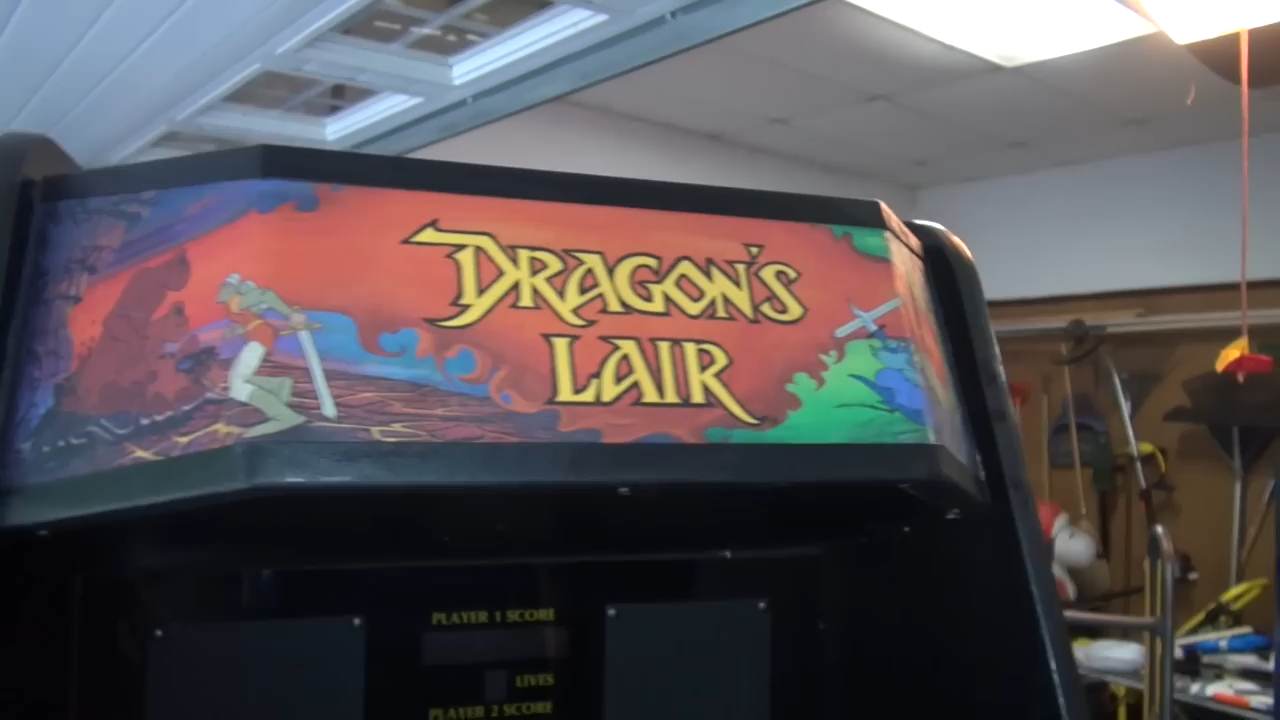 DRAGON'S
LAIR
PLAYER 1 SCORE
LIVES
PLAYER 2 SCORE